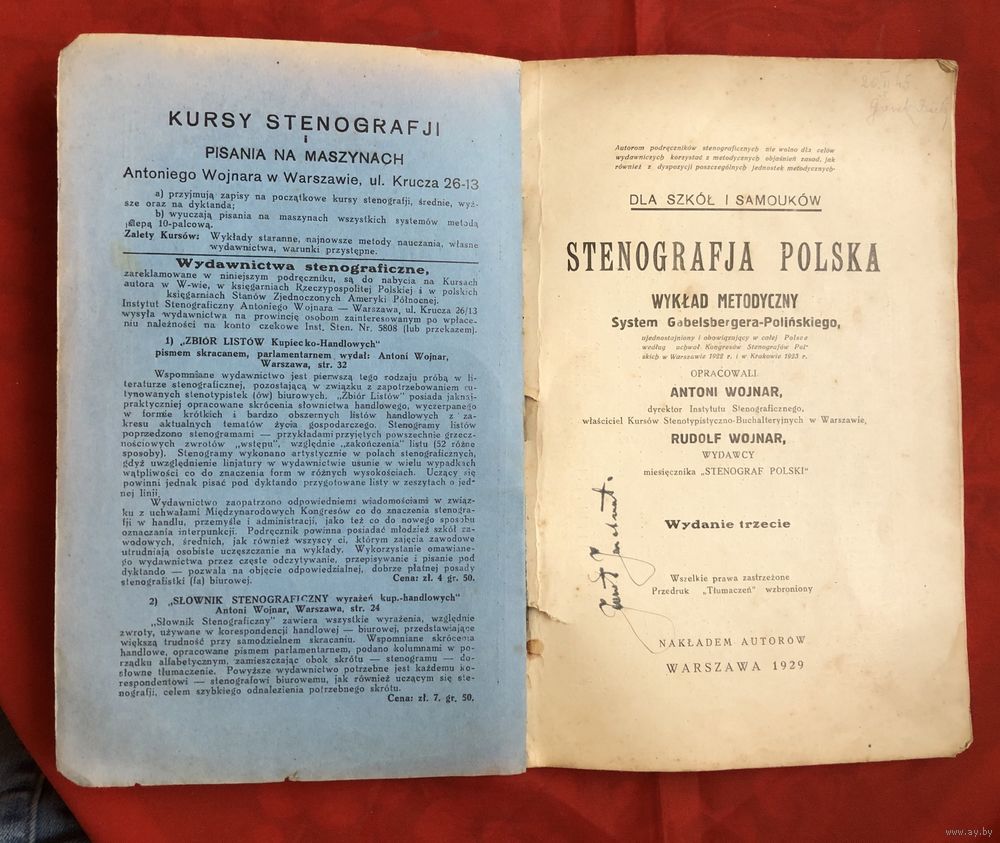 KURSY STENOGRAFJI
i
PISANIA NA MASZYNACH
Antoniego Wojnara w Warszawie, ul. Krucza 26-13
a) przyjmują zapisy na początkowe kursy stenografji, średnie, wyż-
sze oraz na dyktanda;
b) wyuczają pisania na maszynach wszystkich systemów metodą
ślepą 10-palcową.
Zalety Kursów: Wykłady staranne, najnowsze metody nauczania, własne
wydawnictwa, warunki przystępne.
Wydawnictwa stenograficzne,
zareklamowane w niniejszym podręczniku, są do nabycia na Kursach
autora w W-wie, w księgarniach Rzeczypospolitej Polskiej i w polskich
księgarniach Stanów Zjednoczonych Ameryki Północnej.
Instytut Stenograficzny Antoniego Wojnara — Warszawa, ul. Krucza 26/13
wysyła wydawnictwa na prowincję osobom zainteresowanym po wpłace-
niu należności na konto czekowe Inst. Sten. Nr. 5808 (lub przekazem).
1) „ZBIÓR LISTÓW Kupiecko-Handlowych"
pismem skracanem, parlamentarnem wydał: Antoni Wojnar,
Warszawa, str. 32
Wspomniane wydawnictwo jest pierwszą tego rodzaju próbą w li-
teraturze stenograficznej, pozostającą w związku z zapotrzebowaniem ru-
tynowanych stenotypistek (ów) biurowych. „Zbiór Listów" posiada jaknaj-
praktyczniej opracowane skrócenia słownictwa handlowego, wyczerpanego
w formie krótkich i bardzo obszernych listów handlowych z za-
kresu aktualnych tematów życia gospodarczego. Stenogramy listów
poprzedzono stenogramami — przykładami przyjętych powszechnie grzecz-
nościowych zwrotów „wstępu", względnie „zakończenia" listu (52 różne
sposoby). Stenogramy wykonano artystycznie w polach stenograficznych,
gdyż uwzględnienie linjatury w wydawnictwie usunie w wielu wypadkach
wątpliwości co do znaczenia form w różnych wysokościach. Uczący się
powinni jednak pisać pod dyktando przygotowane listy w zeszytach o jed-
nej linji.
Wydawnictwo zaopatrzono odpowiedniemi wiadomościami w związ-
ku z uchwałami Międzynarodowych Kongresów co do znaczenia stenogra-
fji w handlu, przemyśle i administracji, jako też co do nowego sposobu
oznaczania interpunkcji. Podręcznik powinna posiadać młodzież szkół za-
wodowych, średnich, jak również wszyscy ci, którym zajęcia zawodowe
utrudniają osobiste uczęszczanie na wykłady. Wykorzystanie omawiane-
go wydawnictwa przez częste odczytywanie, przepisywanie i pisanie pod
dyktando — pozwala na objęcie odpowiedzialnej, dobrze płatnej posady
stenografistki (fa) biurowej. Cena: zł. 4 gr. 50.
2) „SŁOWNIK STENOGRAFICZNY wyrażeń kup.-handlowych"
Antoni Wojnar, Warszawa, str. 24
„Słownik Stenograficzny" zawiera wszystkie wyrażenia, względnie
zwroty, używane w korespondencji handlowej — biurowej, przedstawiające
większą trudność przy samodzielnem skracaniu. Wspomniane skrócenia
handlowe, opracowane pismem parlamentarnem, podano kolumnami w po-
rządku alfabetycznym, zamieszczając obok skrótu — stenogramu — do-
słowne tłumaczenie. Powyższe wydawnictwo potrzebne jest każdemu ko-
respondentowi — stenografowi biurowemu, jak również uczącym się ste-
nografji, celem szybkiego odnalezienia potrzebnego skrótu.
Cena: zł. 7. gr. 50.
Autorom podręczników stenograficznych nie wolno dla celów
wydawniczych korzystać z metodycznych objaśnień zasad, jak
również z dyspozycji poszczególnych jednostek metodycznych.
DLA SZKÓŁ I SAMOUKÓW
STENOGRAFJA POLSKA
WYKŁAD METODYCZNY
System Gabelsbergera-Polińskiego,
ujednostajniony i obowiązujący w całej Polsce
według uchwał Kongresów Stenografów Pol-
skich w Warszawie 1922 r. i w Krakowie 1923 r.
OPRACOWALI
ANTONI WOJNAR,
dyrektor Instytutu Stenograficznego,
właściciel Kursów Stenotypistyczno-Buchalteryjnych w Warszawie,
RUDOLF WOJNAR,
WYDAWCY
miesięcznika „STENOGRAF POLSKI"
Wydanie trzecie
Wszelkie prawa zastrzeżone
Przedruk „Tłumaczeń" wzbroniony
NAKŁADEM AUTORÓW
WARSZAWA 1929
www.ay.by